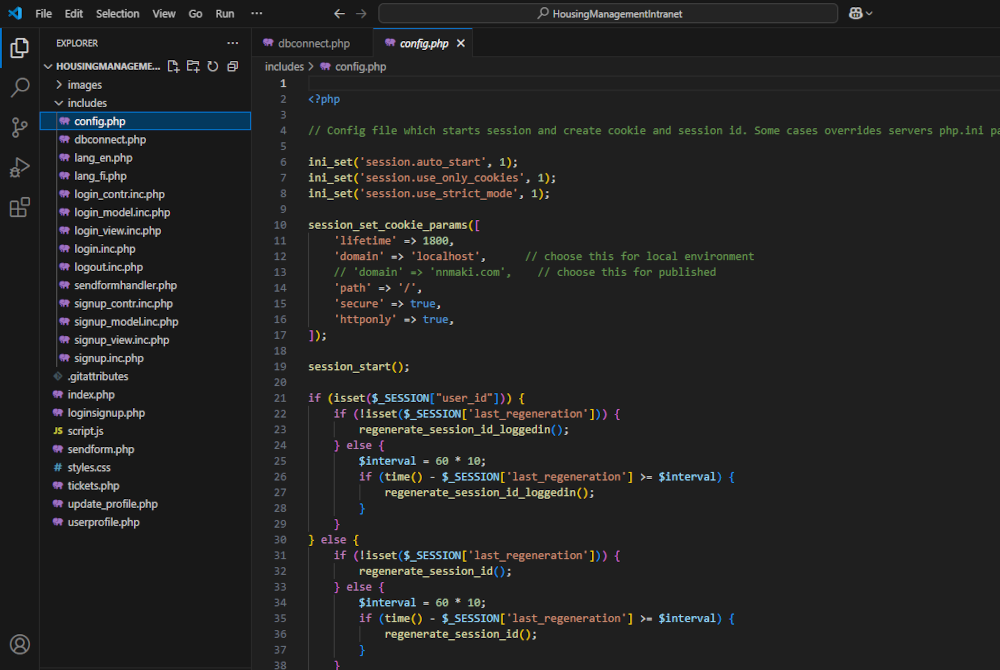 File Edit Selection View Go Run ··· HousingManagementIntranet
EXPLORER ···
HOUSINGMANAGEME...
images
includes
config.php
dbconnect.php
lang_en.php
lang_fi.php
login_contr.inc.php
login_model.inc.php
login_view.inc.php
login.inc.php
logout.inc.php
sendformhandler.php
signup_contr.inc.php
signup_model.inc.php
signup_view.inc.php
signup.inc.php
.gitattributes
index.php
loginsignup.php
JS script.js
sendform.php
# styles.css
tickets.php
update_profile.php
userprofile.php
dbconnect.php config.php
includes > config.php
1
2 <?php
3
4 // Config file which starts session and create cookie and session id. Some cases overrides servers php.ini pa
5
6 ini_set('session.auto_start', 1);
7 ini_set('session.use_only_cookies', 1);
8 ini_set('session.use_strict_mode', 1);
9
10 session_set_cookie_params([
11     'lifetime' => 1800,
12     'domain' => 'localhost',      // choose this for local environment
13     // 'domain' => 'nnmaki.com',    // choose this for published
14     'path' => '/',
15     'secure' => true,
16     'httponly' => true,
17 ]);
18
19 session_start();
20
21 if (isset($_SESSION["user_id"])) {
22     if (!isset($_SESSION['last_regeneration'])) {
23         regenerate_session_id_loggedin();
24     } else {
25         $interval = 60 * 10;
26         if (time() - $_SESSION['last_regeneration'] >= $interval) {
27             regenerate_session_id_loggedin();
28         }
29     }
30 } else {
31     if (!isset($_SESSION['last_regeneration'])) {
32         regenerate_session_id();
33     } else {
34         $interval = 60 * 10;
35         if (time() - $_SESSION['last_regeneration'] >= $interval) {
36             regenerate_session_id();
37         }
38     }